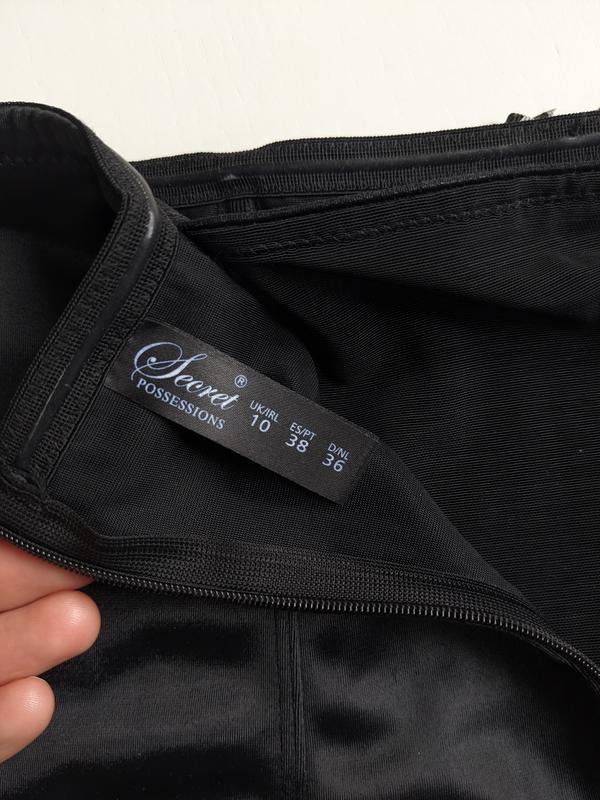 Secret ®
POSSESSIONS
UK/IRL
10
ES/PT
38
D/NL
36